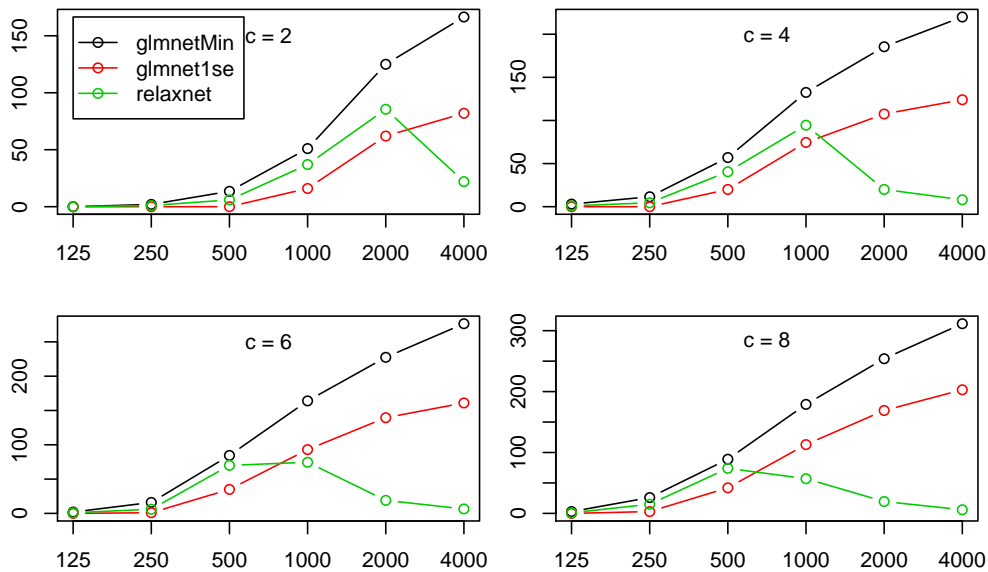 glmnetMin
glmnet1se
relaxnet
c = 2
0 50 100 150
125 250 500 1000 2000 4000
c = 4
0 50 150
125 250 500 1000 2000 4000
c = 6
0 100 200
125 250 500 1000 2000 4000
c = 8
0 100 200 300
125 250 500 1000 2000 4000